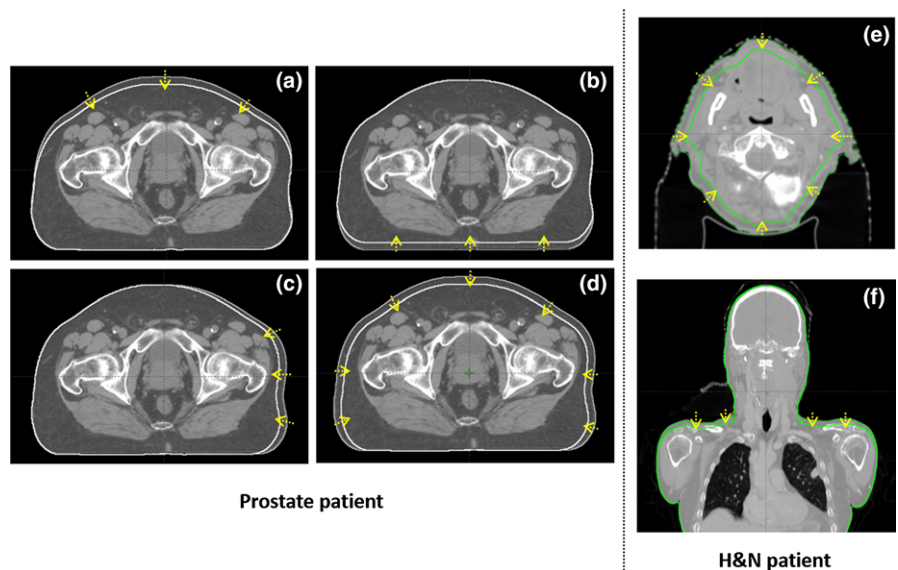 (a)
(b)
(c)
(d)
Prostate patient
(e)
(f)
H&N patient